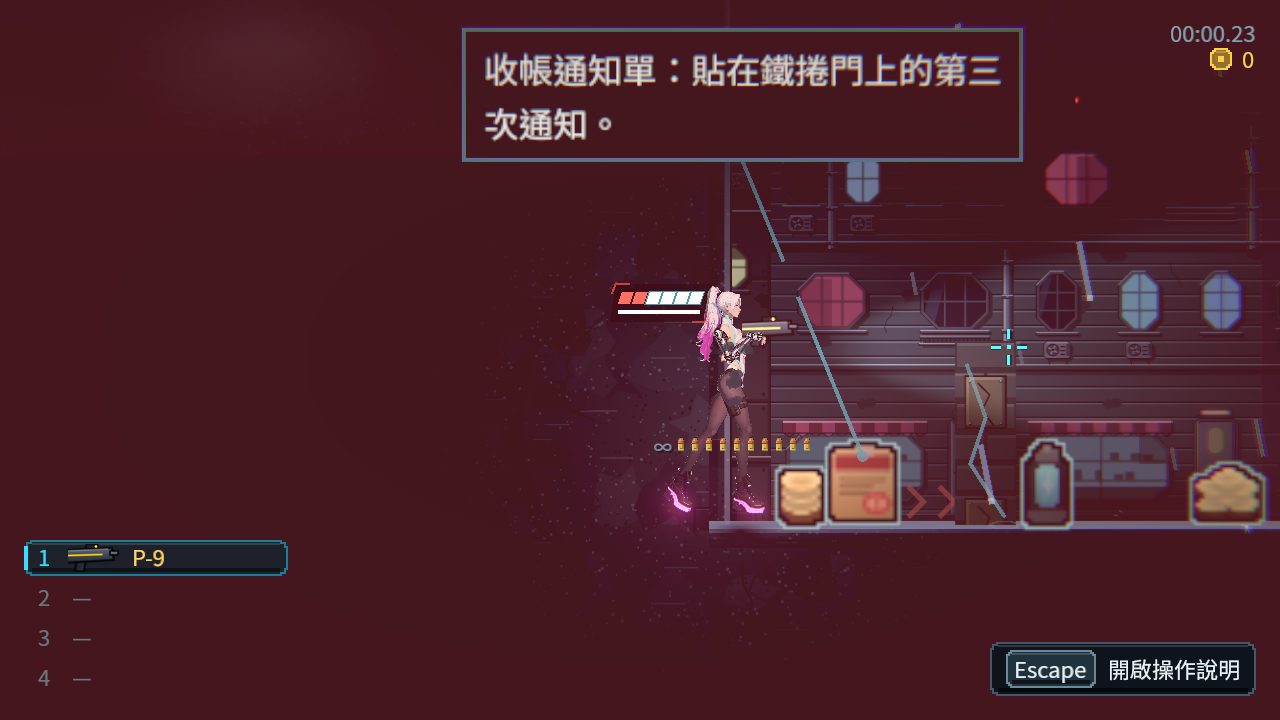 00:00.23
0
收帳通知單：貼在鐵捲門上的第三
次通知。
∞
1 P-9
2 —
3 —
4 —
Escape 開啟操作說明